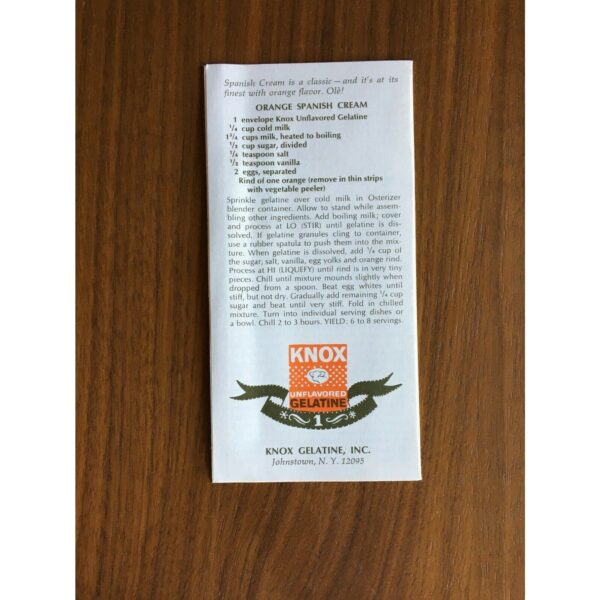 Spanish Cream is a classic — and it's at its
finest with orange flavor. Olé!
ORANGE SPANISH CREAM
1 envelope Knox Unflavored Gelatine
¼ cup cold milk
1¾ cups milk, heated to boiling
½ cup sugar, divided
¼ teaspoon salt
½ teaspoon vanilla
2 eggs, separated
Rind of one orange (remove in thin strips
with vegetable peeler)
Sprinkle gelatine over cold milk in Osterizer
blender container. Allow to stand while assem-
bling other ingredients. Add boiling milk; cover
and process at LO (STIR) until gelatine is dis-
solved. If gelatine granules cling to container,
use a rubber spatula to push them into the mix-
ture. When gelatine is dissolved, add ¼ cup of
the sugar, salt, vanilla, egg yolks and orange rind.
Process at HI (LIQUEFY) until rind is in very tiny
pieces. Chill until mixture mounds slightly when
dropped from a spoon. Beat egg whites until
stiff, but not dry. Gradually add remaining ¼ cup
sugar and beat until very stiff. Fold in chilled
mixture. Turn into individual serving dishes or
a bowl. Chill 2 to 3 hours. YIELD: 6 to 8 servings.
KNOX
UNFLAVORED
GELATINE
1
KNOX GELATINE, INC.
Johnstown, N. Y. 12095